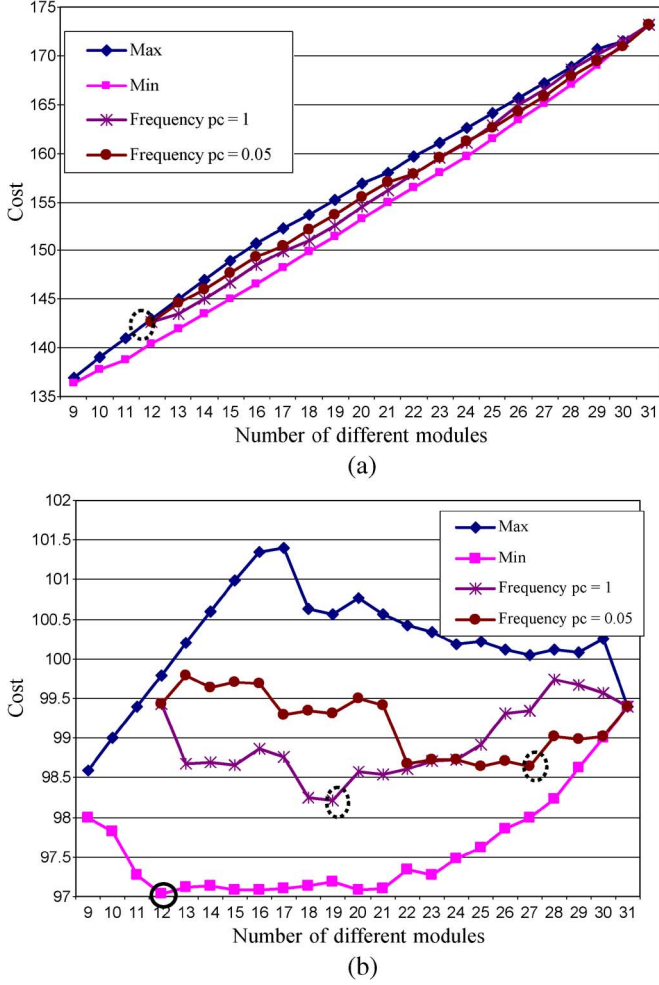 175
170
165
160
155
150
145
140
135
Cost
Max
Min
Frequency pc = 1
Frequency pc = 0.05
9 10 11 12 13 14 15 16 17 18 19 20 21 22 23 24 25 26 27 28 29 30 31
Number of different modules
(a)
102
101.5
101
100.5
100
99.5
99
98.5
98
97.5
97
Cost
Max
Min
Frequency pc = 1
Frequency pc = 0.05
9 10 11 12 13 14 15 16 17 18 19 20 21 22 23 24 25 26 27 28 29 30 31
Number of different modules
(b)